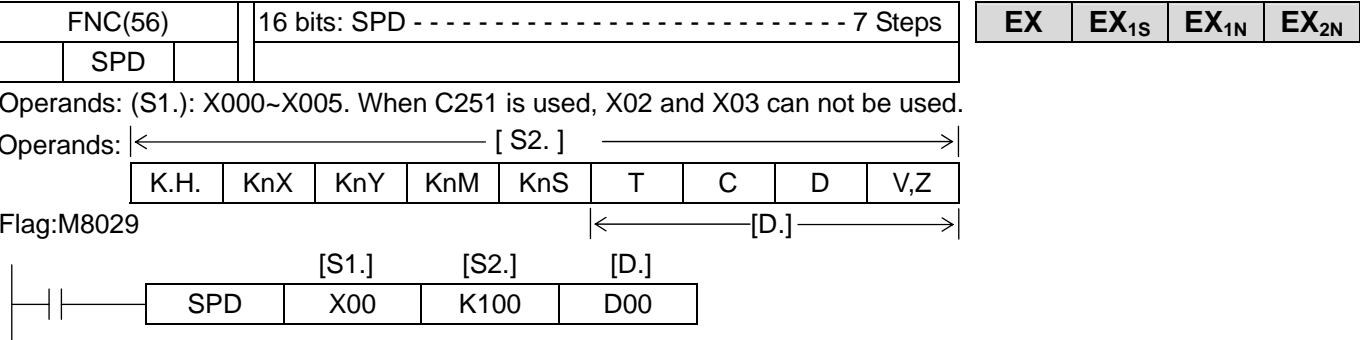 FNC(56) 16 bits: SPD - - - - - - - - - - - - - - - - - - - - - - - - - - - 7 Steps EX EX1S EX1N EX2N
SPD
Operands: (S1.): X000~X005. When C251 is used, X02 and X03 can not be used.
Operands: [ S2. ]
K.H. KnX KnY KnM KnS T C D V,Z
Flag:M8029 [D.]
[S1.] [S2.] [D.]
SPD X00 K100 D00